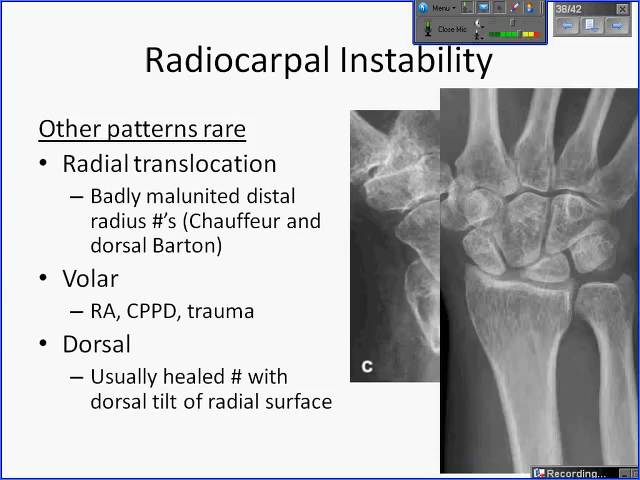 Menu
38/42
Close Mic
Radiocarpal Instability
Other patterns rare
• Radial translocation
– Badly malunited distal
radius #'s (Chauffeur and
dorsal Barton)
• Volar
– RA, CPPD, trauma
• Dorsal
– Usually healed # with
dorsal tilt of radial surface
C
Recording...